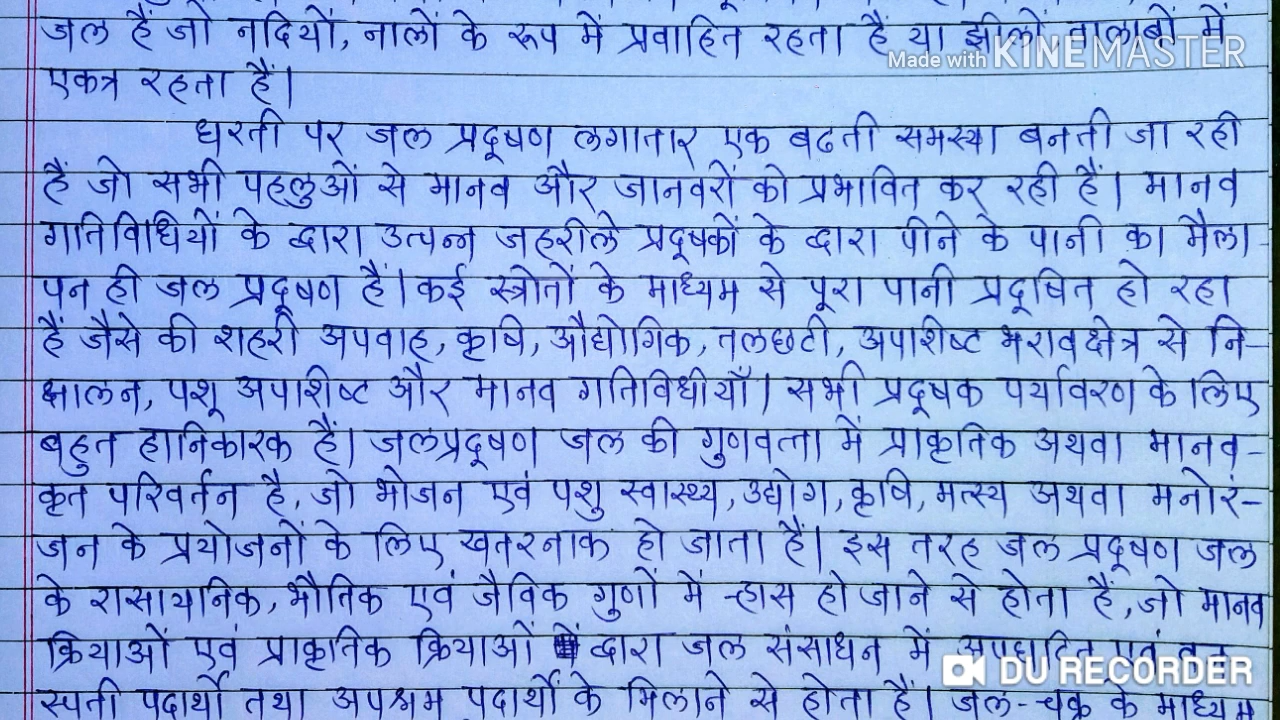 जल हैं जो नदियों, नालों के रूप में प्रवाहित रहता हैं या झीलों, तालाबों में
Made with KINEMASTER
एकत्र रहता हैं।
धरती पर जल प्रदूषण लगातार एक बढती समस्या बनती जा रही
हैं जो सभी पहलुओं से मानव और जानवरों को प्रभावित कर रही हैं। मानव
गतिविधियों के द्वारा उत्पन्न जहरीले प्रदूषकों के द्वारा पीने के पानी का मैला-
पन ही जल प्रदूषण हैं। कई स्त्रोतों के माध्यम से पूरा पानी प्रदूषित हो रहा
हैं जैसे की शहरी अपवाह, कृषि, औद्योगिक, तलछटी, अपाशिष्ट भरावक्षेत्र से नि-
क्षालन, पशू अपाशिष्ट और मानव गतिविधीयाँ। सभी प्रदूषक पर्यावरण के लिए
बहुत हानिकारक हैं। जलप्रदूषण जल की गुणवत्ता में प्राकृतिक अथवा मानव-
कृत परिवर्तन है, जो भोजन एवं पशु स्वास्थ्य, उद्योग, कृषि, मत्स्य अथवा मनोरं-
जन के प्रयोजनों के लिए खतरनाक हो जाता हैं। इस तरह जल प्रदूषण जल
के रासायनिक, भौतिक एवं जैविक गुणों में ऱ्हास हो जाने से होता हैं, जो मानव
क्रियाओं एवं प्राकृतिक क्रियाओं द्वारा जल संसाधन में
DU RECORDER
स्पती पदार्थों तथा अपश्रम पदार्थों के मिलाने से होता हैं। जल-चक्र के माध्यम